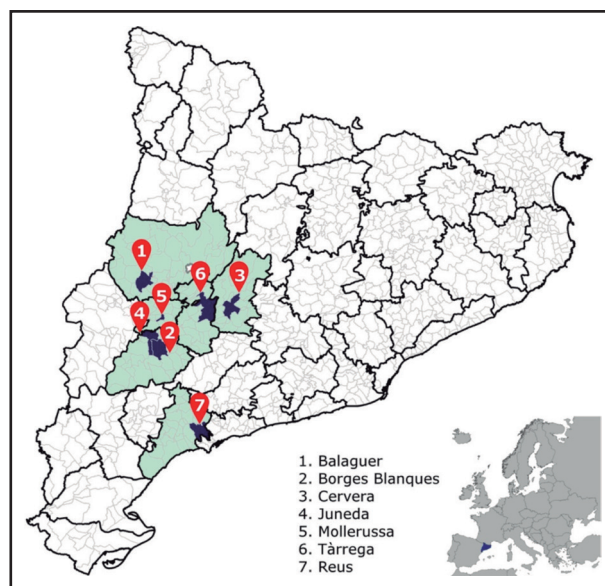 1
6
3
5
4
2
7
1. Balaguer
2. Borges Blanques
3. Cervera
4. Juneda
5. Mollerussa
6. Tàrrega
7. Reus